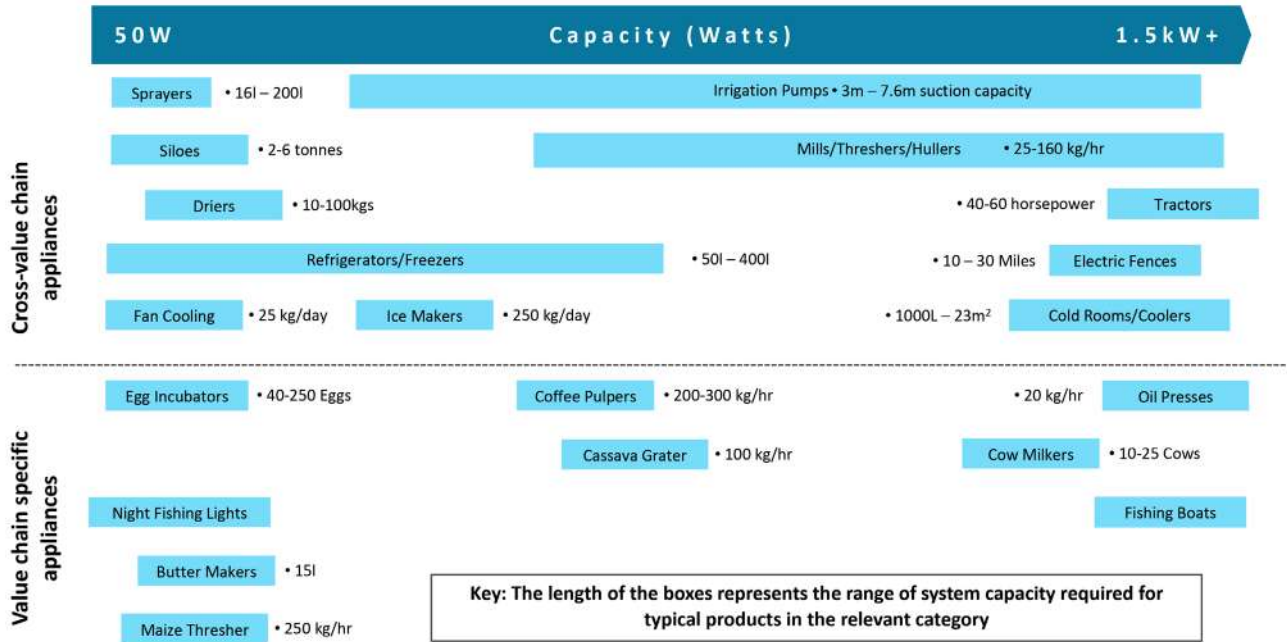 50W Capacity (Watts) 1.5kW+
Cross-value chain
appliances
Sprayers • 16l – 200l Irrigation Pumps • 3m – 7.6m suction capacity
Siloes • 2-6 tonnes Mills/Threshers/Hullers • 25-160 kg/hr
Driers • 10-100kgs • 40-60 horsepower Tractors
Refrigerators/Freezers • 50l – 400l • 10 – 30 Miles Electric Fences
Fan Cooling • 25 kg/day Ice Makers • 250 kg/day • 1000L – 23m² Cold Rooms/Coolers
Value chain specific
appliances
Egg Incubators • 40-250 Eggs Coffee Pulpers • 200-300 kg/hr • 20 kg/hr Oil Presses
Cassava Grater • 100 kg/hr Cow Milkers • 10-25 Cows
Night Fishing Lights Fishing Boats
Butter Makers • 15l
Maize Thresher • 250 kg/hr
Key: The length of the boxes represents the range of system capacity required for
typical products in the relevant category